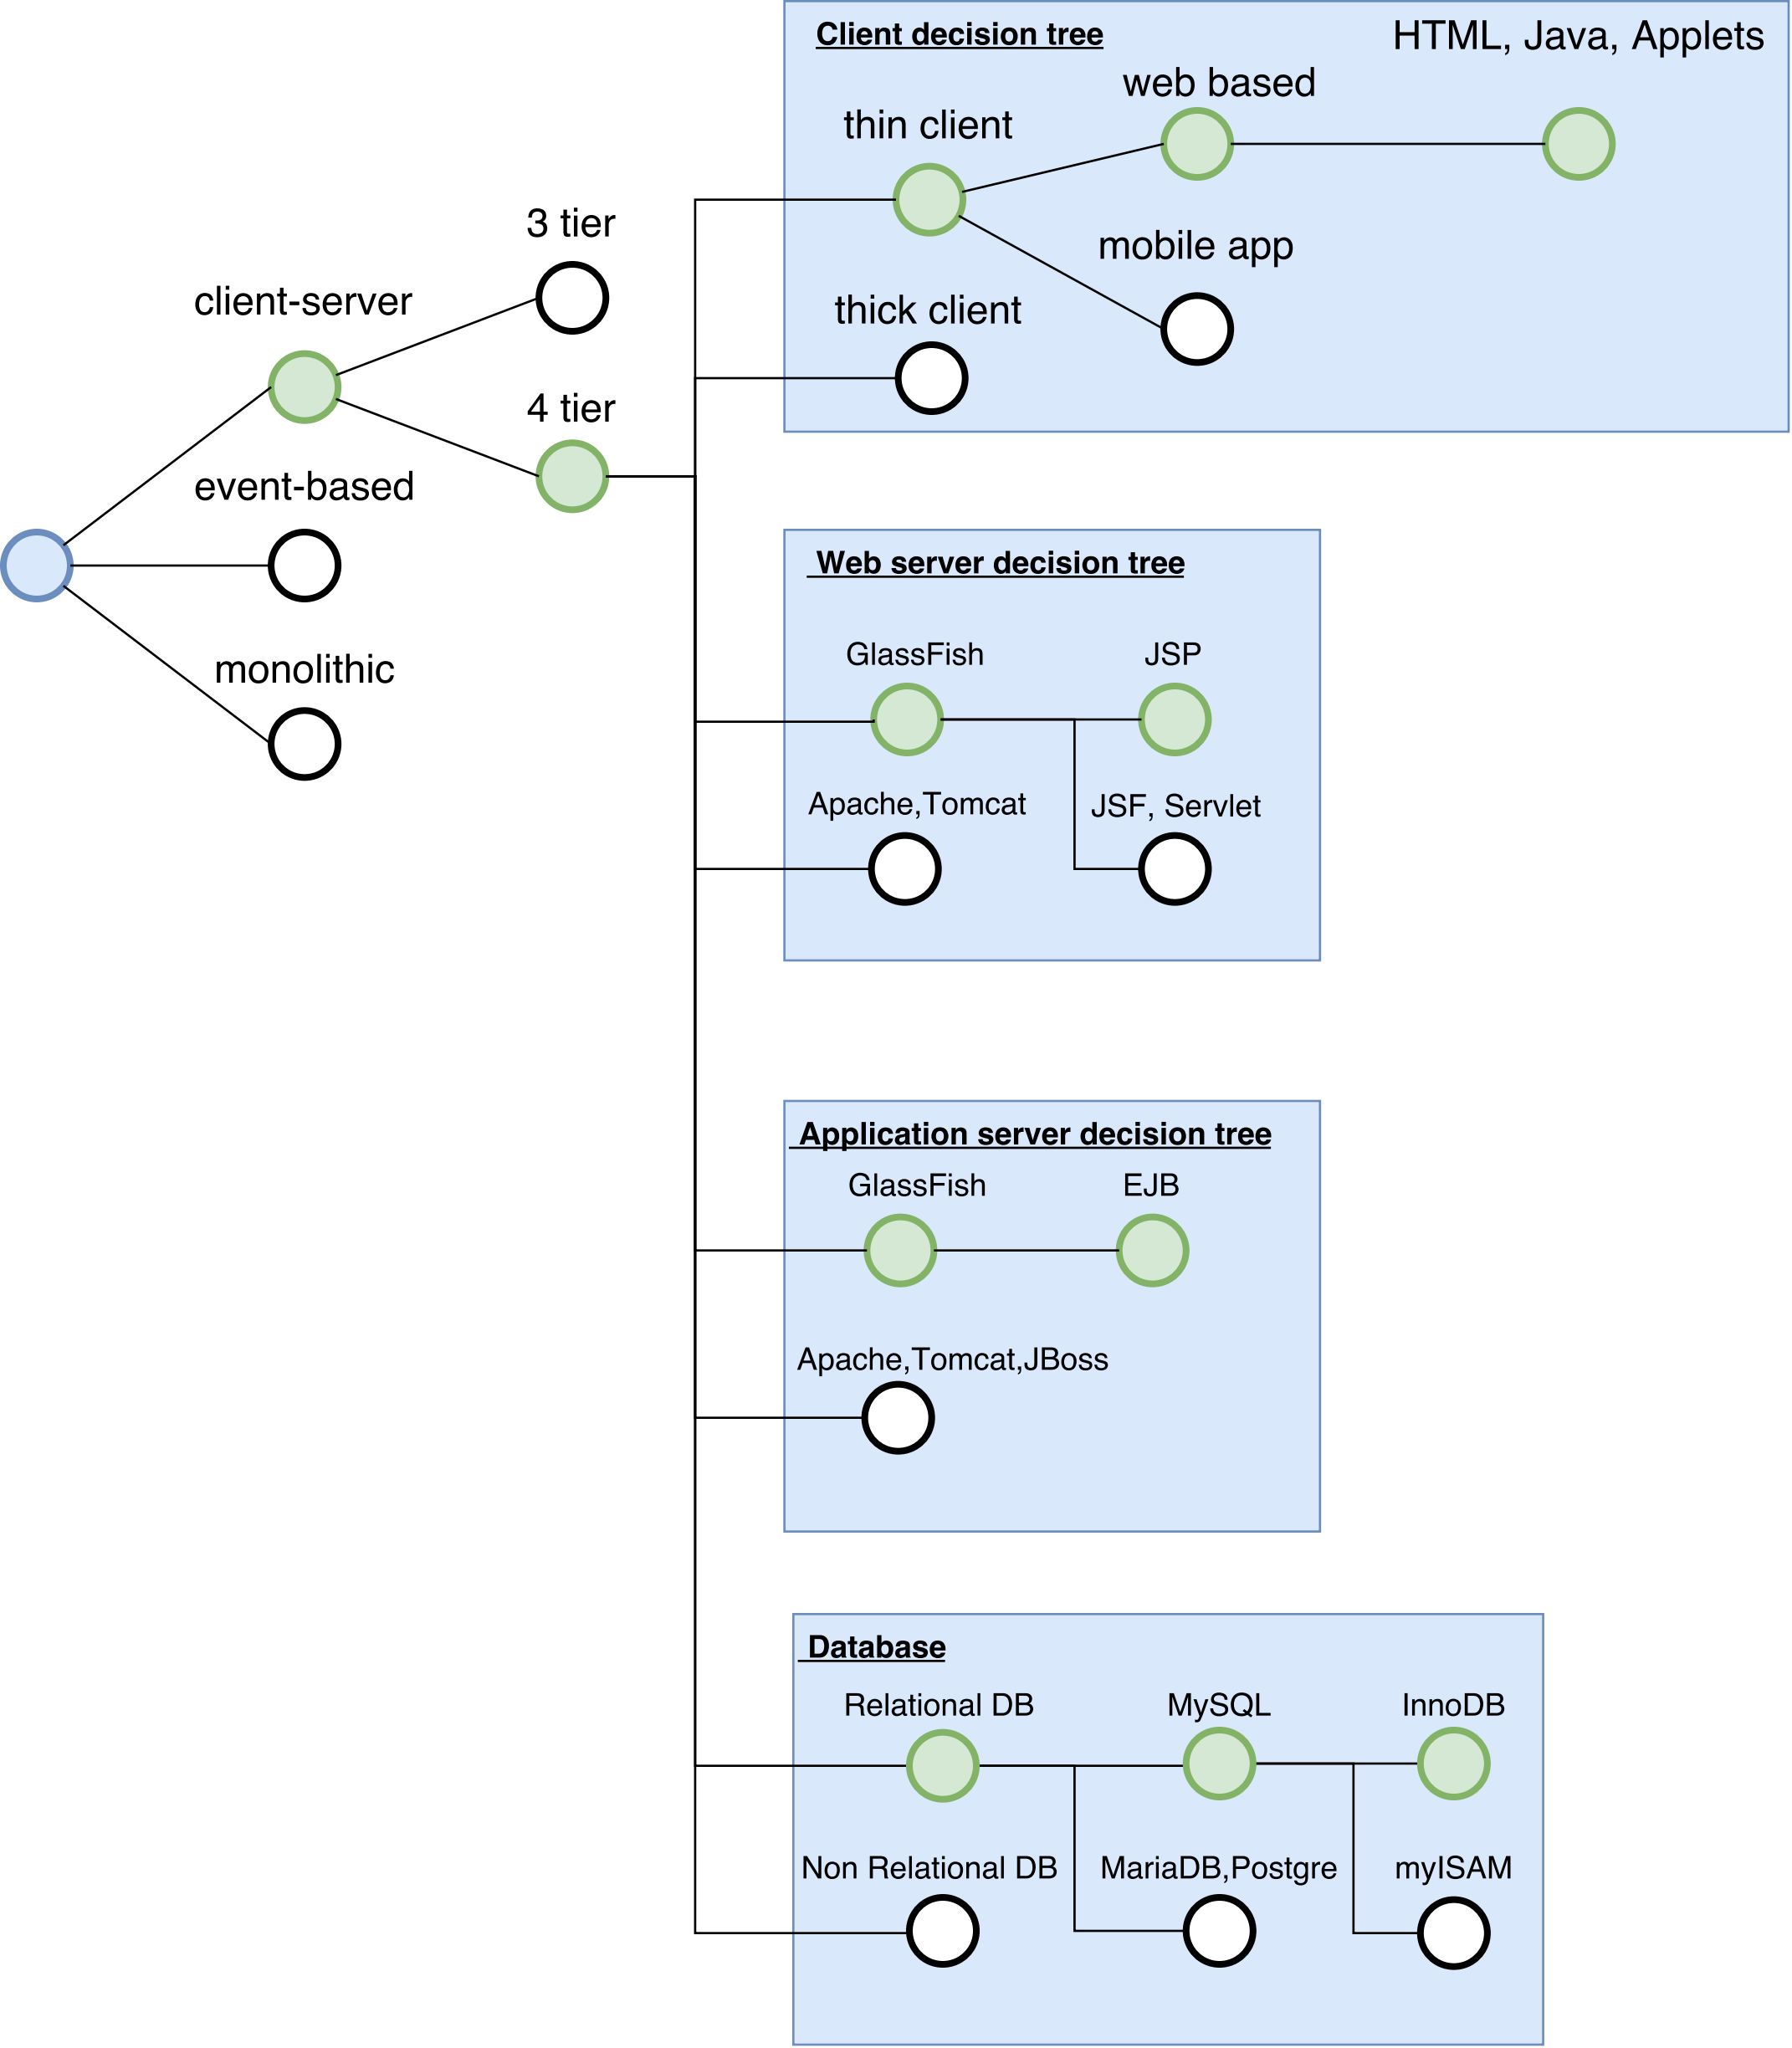 Client decision tree
HTML, Java, Applets
web based
thin client
3 tier
mobile app
client-server
thick client
4 tier
event-based
Web server decision tree
GlassFish
JSP
monolithic
Apache,Tomcat
JSF, Servlet
Application server decision tree
GlassFish
EJB
Apache,Tomcat,JBoss
Database
Relational DB
MySQL
InnoDB
Non Relational DB
MariaDB,Postgre
myISAM